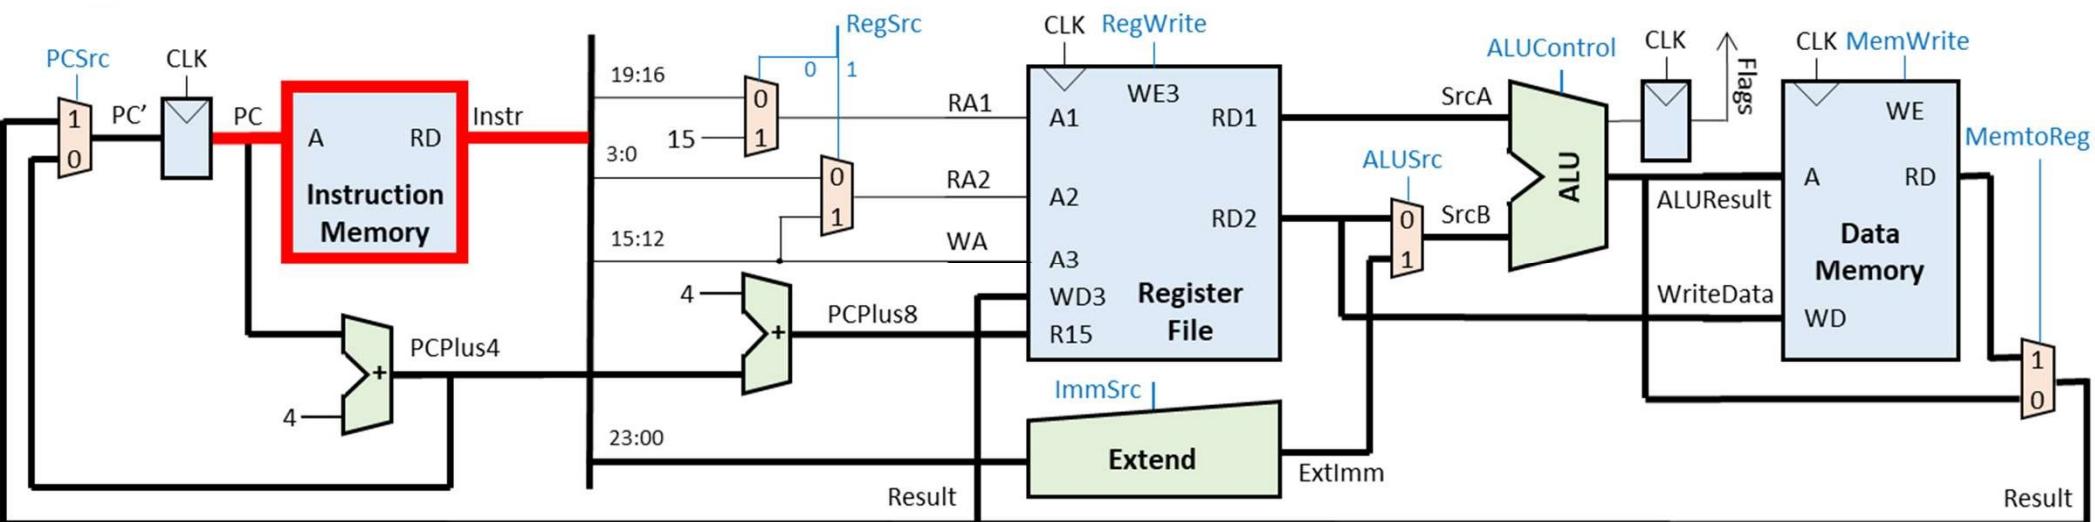 PCSrc
CLK
PC’
PC
1
0
A
RD
Instruction
Memory
Instr
PCPlus4
+
4
RegSrc
0
1
19:16
15
0
1
3:0
0
1
15:12
RA1
RA2
WA
4
+
PCPlus8
23:00
CLK
RegWrite
WE3
A1
RD1
A2
RD2
A3
WD3
R15
Register
File
ImmSrc
Extend
ExtImm
Result
SrcA
ALUSrc
0
1
SrcB
ALUControl
ALU
CLK
Flags
ALUResult
WriteData
CLK
MemWrite
WE
A
RD
Data
Memory
WD
MemtoReg
1
0
Result